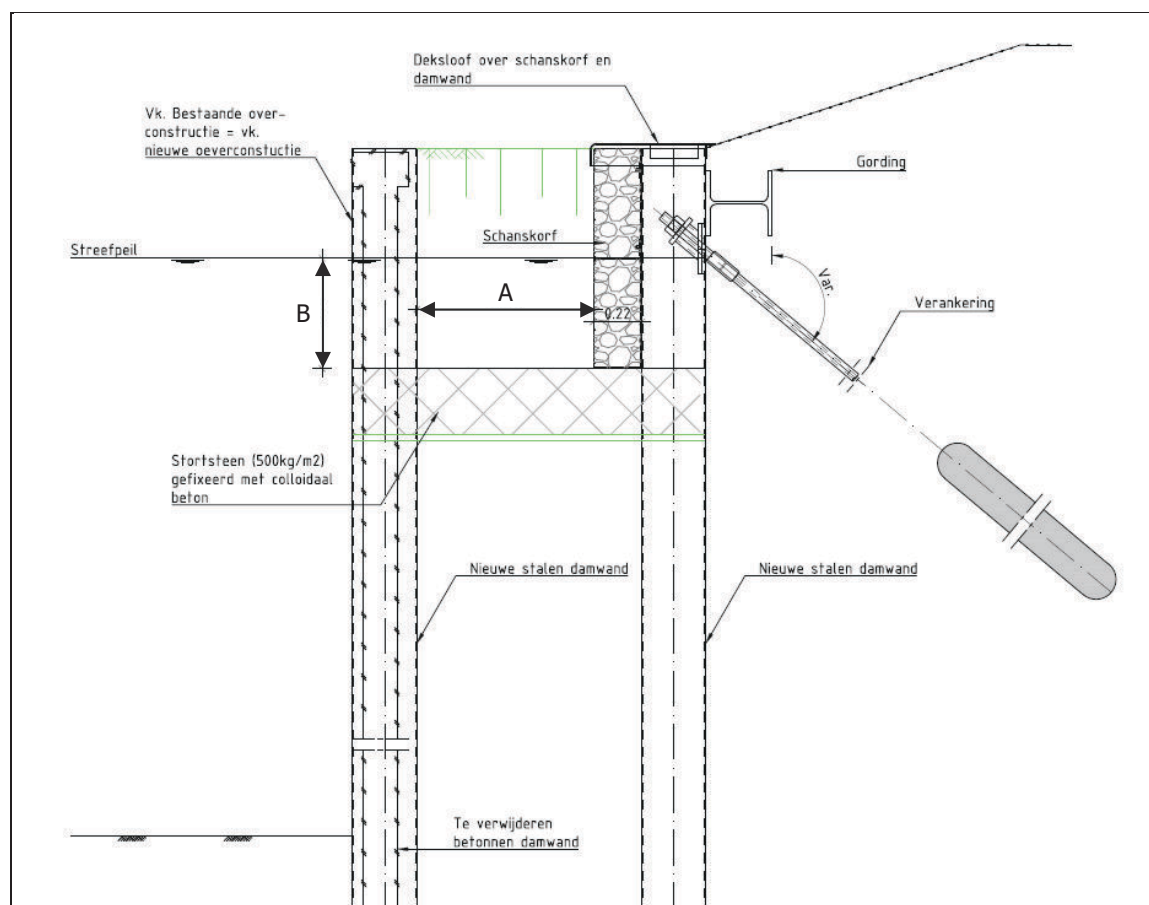 Deksloof over schanskorf en
damwand
Vk. Bestaande over-
constructie = vk.
nieuwe oeverconstuctie
Gording
Streefpeil
Schanskorf
A
B
0.22
Var.
Verankering
Stortsteen (500kg/m2)
gefixeerd met colloidaal
beton
Nieuwe stalen damwand
Nieuwe stalen damwand
Te verwijderen
betonnen damwand